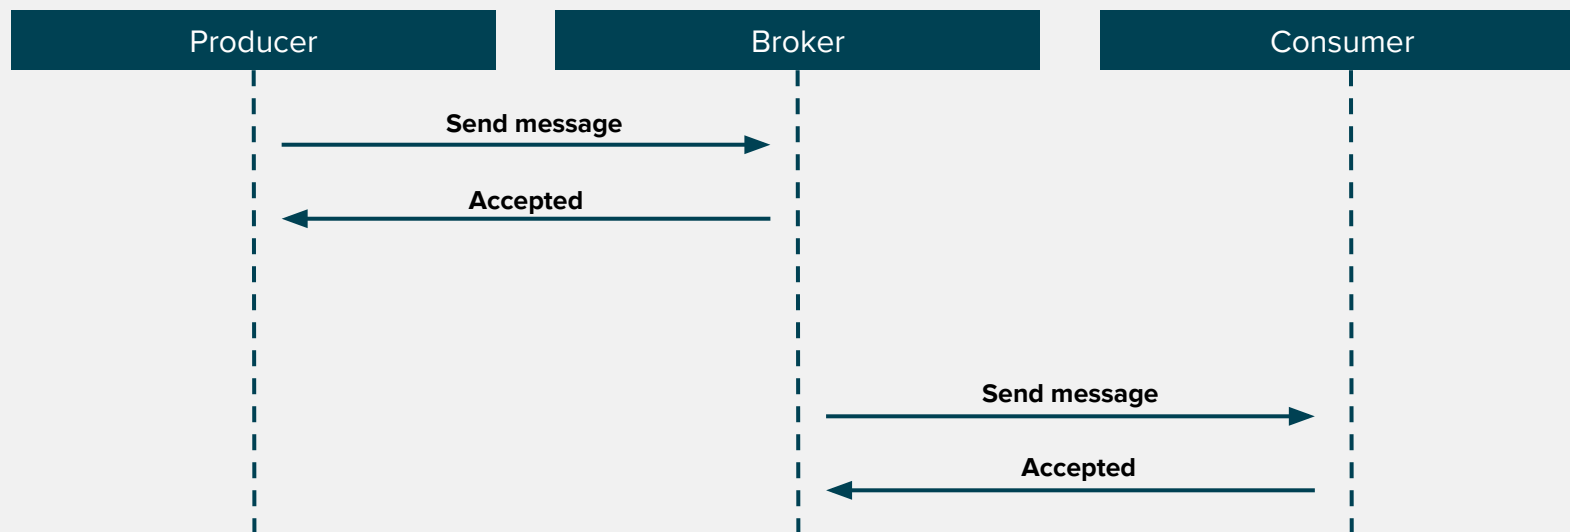 Producer
Broker
Consumer
Send message
Accepted
Send message
Accepted